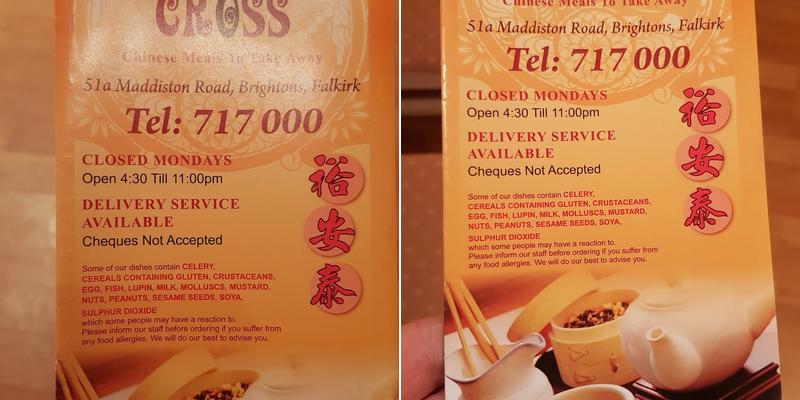 CROSS
Chinese Meals To Take Away
51a Maddiston Road, Brightons, Falkirk
Tel: 717 000
CLOSED MONDAYS
Open 4:30 Till 11:00pm
DELIVERY SERVICE
AVAILABLE
Cheques Not Accepted
裕
安
泰
Some of our dishes contain CELERY,
CEREALS CONTAINING GLUTEN, CRUSTACEANS,
EGG, FISH, LUPIN, MILK, MOLLUSCS, MUSTARD,
NUTS, PEANUTS, SESAME SEEDS, SOYA,
SULPHUR DIOXIDE
which some people may have a reaction to.
Please inform our staff before ordering if you suffer from
any food allergies. We will do our best to advise you.
Chinese Meals To Take Away
51a Maddiston Road, Brightons, Falkirk
Tel: 717 000
CLOSED MONDAYS
Open 4:30 Till 11:00pm
DELIVERY SERVICE
AVAILABLE
Cheques Not Accepted
裕
安
泰
Some of our dishes contain CELERY,
CEREALS CONTAINING GLUTEN, CRUSTACEANS,
EGG, FISH, LUPIN, MILK, MOLLUSCS, MUSTARD,
NUTS, PEANUTS, SESAME SEEDS, SOYA,
SULPHUR DIOXIDE
which some people may have a reaction to.
Please inform our staff before ordering if you suffer from
any food allergies. We will do our best to advise you.